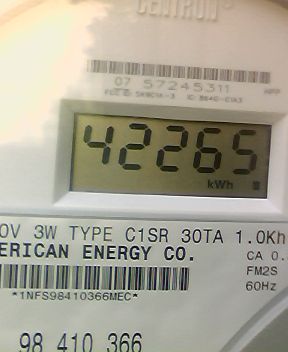 CENTRON®
07 57245311
42265
kWh
0V 3W TYPE C1SR 30TA 1.0Kh
ERICAN ENERGY CO.
CA 0.
FM2S
60Hz
*1NFS98410366MEC*
98 410 366